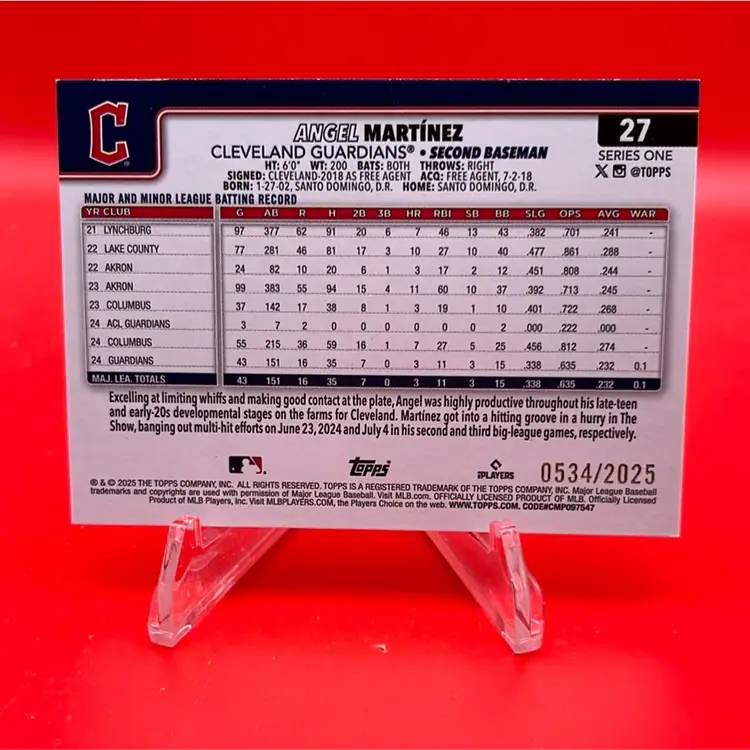 C
ANGEL MARTÍNEZ
27
CLEVELAND GUARDIANS® • SECOND BASEMAN
SERIES ONE
HT: 6'0" WT: 200 BATS: BOTH THROWS: RIGHT
@TOPPS
SIGNED: CLEVELAND-2018 AS FREE AGENT ACQ: FREE AGENT, 7-2-18
BORN: 1-27-02, SANTO DOMINGO, D.R. HOME: SANTO DOMINGO, D.R.
MAJOR AND MINOR LEAGUE BATTING RECORD
YR CLUB G AB R H 2B 3B HR RBI SB BB SLG OPS AVG WAR
21 LYNCHBURG 97 377 62 91 20 6 7 46 13 43 .382 .701 .241 -
22 LAKE COUNTY 77 281 46 81 17 3 10 27 10 40 .477 .861 .288 -
22 AKRON 24 82 10 20 6 1 3 17 2 12 .451 .808 .244 -
23 AKRON 99 383 55 94 15 4 11 60 10 37 .392 .713 .245 -
23 COLUMBUS 37 142 17 38 8 1 3 19 1 10 .401 .722 .268 -
24 ACL GUARDIANS 3 7 2 0 0 0 0 0 0 2 .000 .222 .000 -
24 COLUMBUS 55 215 36 59 16 1 7 27 5 25 .456 .812 .274 -
24 GUARDIANS 43 151 16 35 7 0 3 11 3 15 .338 .635 .232 0.1
MAJ. LEA. TOTALS 43 151 16 35 7 0 3 11 3 15 .338 .635 .232 0.1
Excelling at limiting whiffs and making good contact at the plate, Angel was highly productive throughout his late-teen
and early-20s developmental stages on the farms for Cleveland. Martínez got into a hitting groove in a hurry in The
Show, banging out multi-hit efforts on June 23, 2024 and July 4 in his second and third big-league games, respectively.
Topps
PLAYERS
0534/2025
® & © 2025 THE TOPPS COMPANY, INC. ALL RIGHTS RESERVED. TOPPS IS A REGISTERED TRADEMARK OF THE TOPPS COMPANY, INC. Major League Baseball
trademarks and copyrights are used with permission of Major League Baseball. Visit MLB.com. OFFICIALLY LICENSED PRODUCT OF MLB. Officially Licensed
Product of MLB Players, Inc. Visit MLBPLAYERS.COM, the Players Choice on the web. WWW.TOPPS.COM. CODE#CMP097547